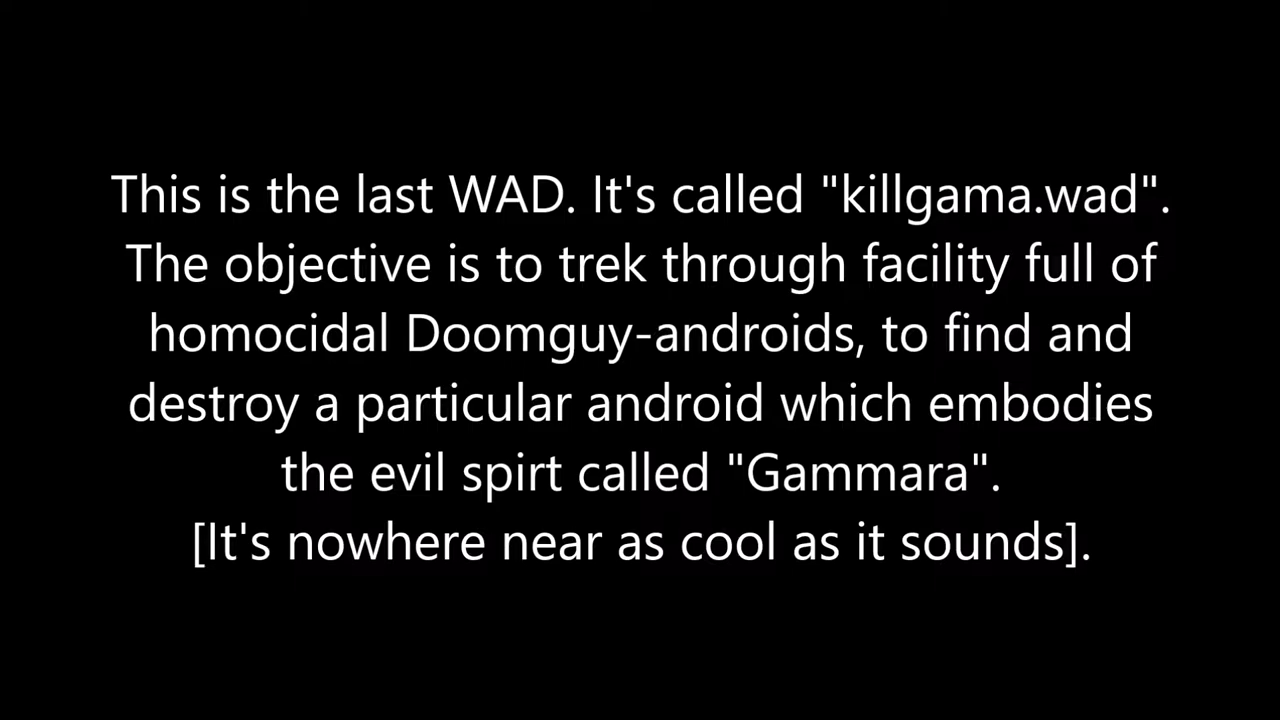 This is the last WAD. It's called "killgama.wad".
The objective is to trek through facility full of
homocidal Doomguy-androids, to find and
destroy a particular android which embodies
the evil spirt called "Gammara".
[It's nowhere near as cool as it sounds].